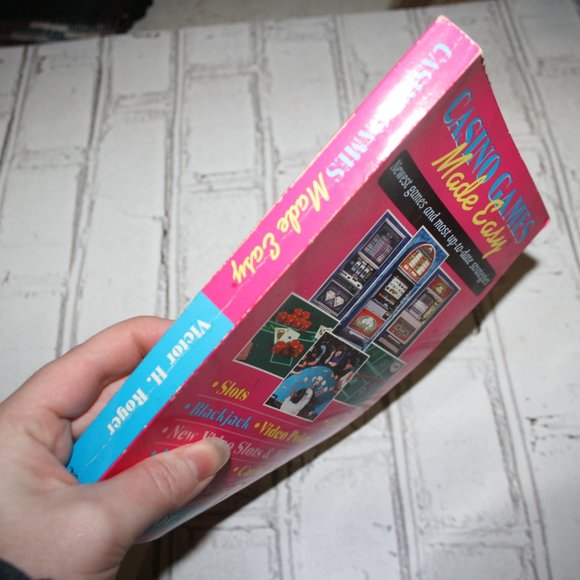 CASINO GAMES Made Easy
Victor H. Royer
CASINO GAMES
Made Easy
Newest games and most up-to-date strategies
• Slots
• Blackjack • Video
• New Video Slots &